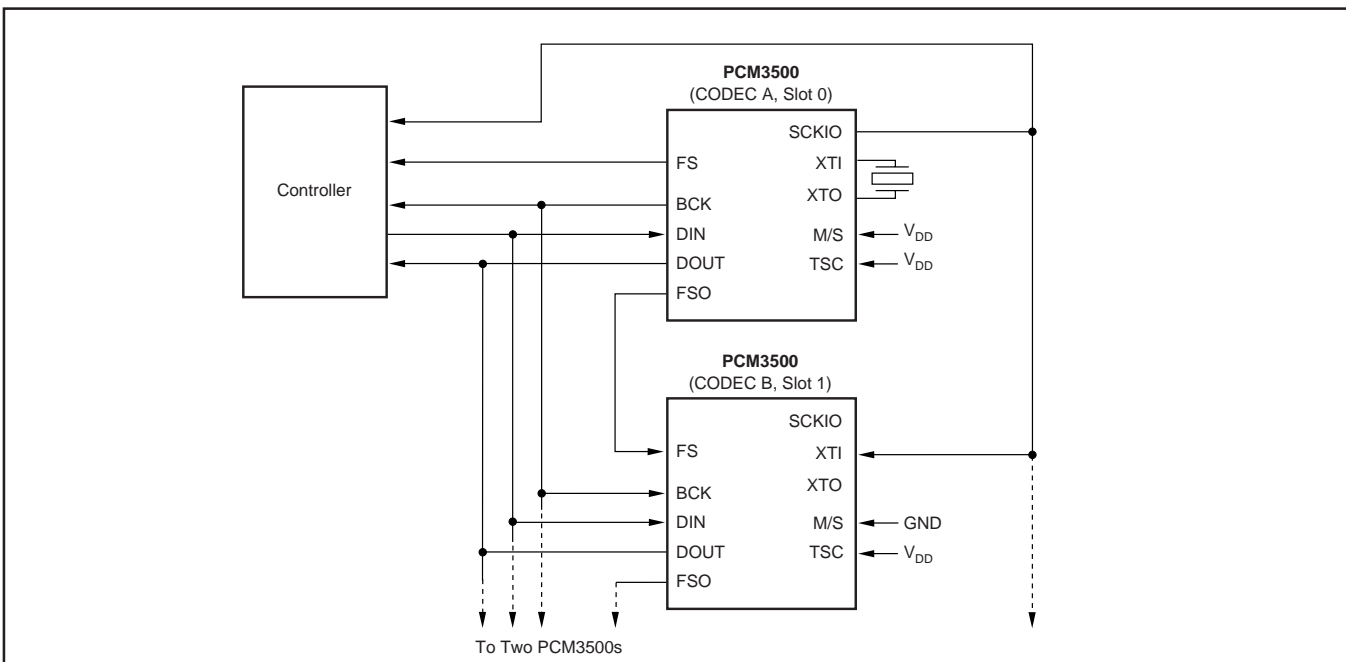 PCM3500
(CODEC A, Slot 0)
Controller
SCKIO
FS
XTI
BCK
XTO
DIN
M/S
VDD
DOUT
TSC
VDD
FSO
PCM3500
(CODEC B, Slot 1)
SCKIO
FS
XTI
BCK
XTO
DIN
M/S
GND
DOUT
TSC
VDD
FSO
To Two PCM3500s